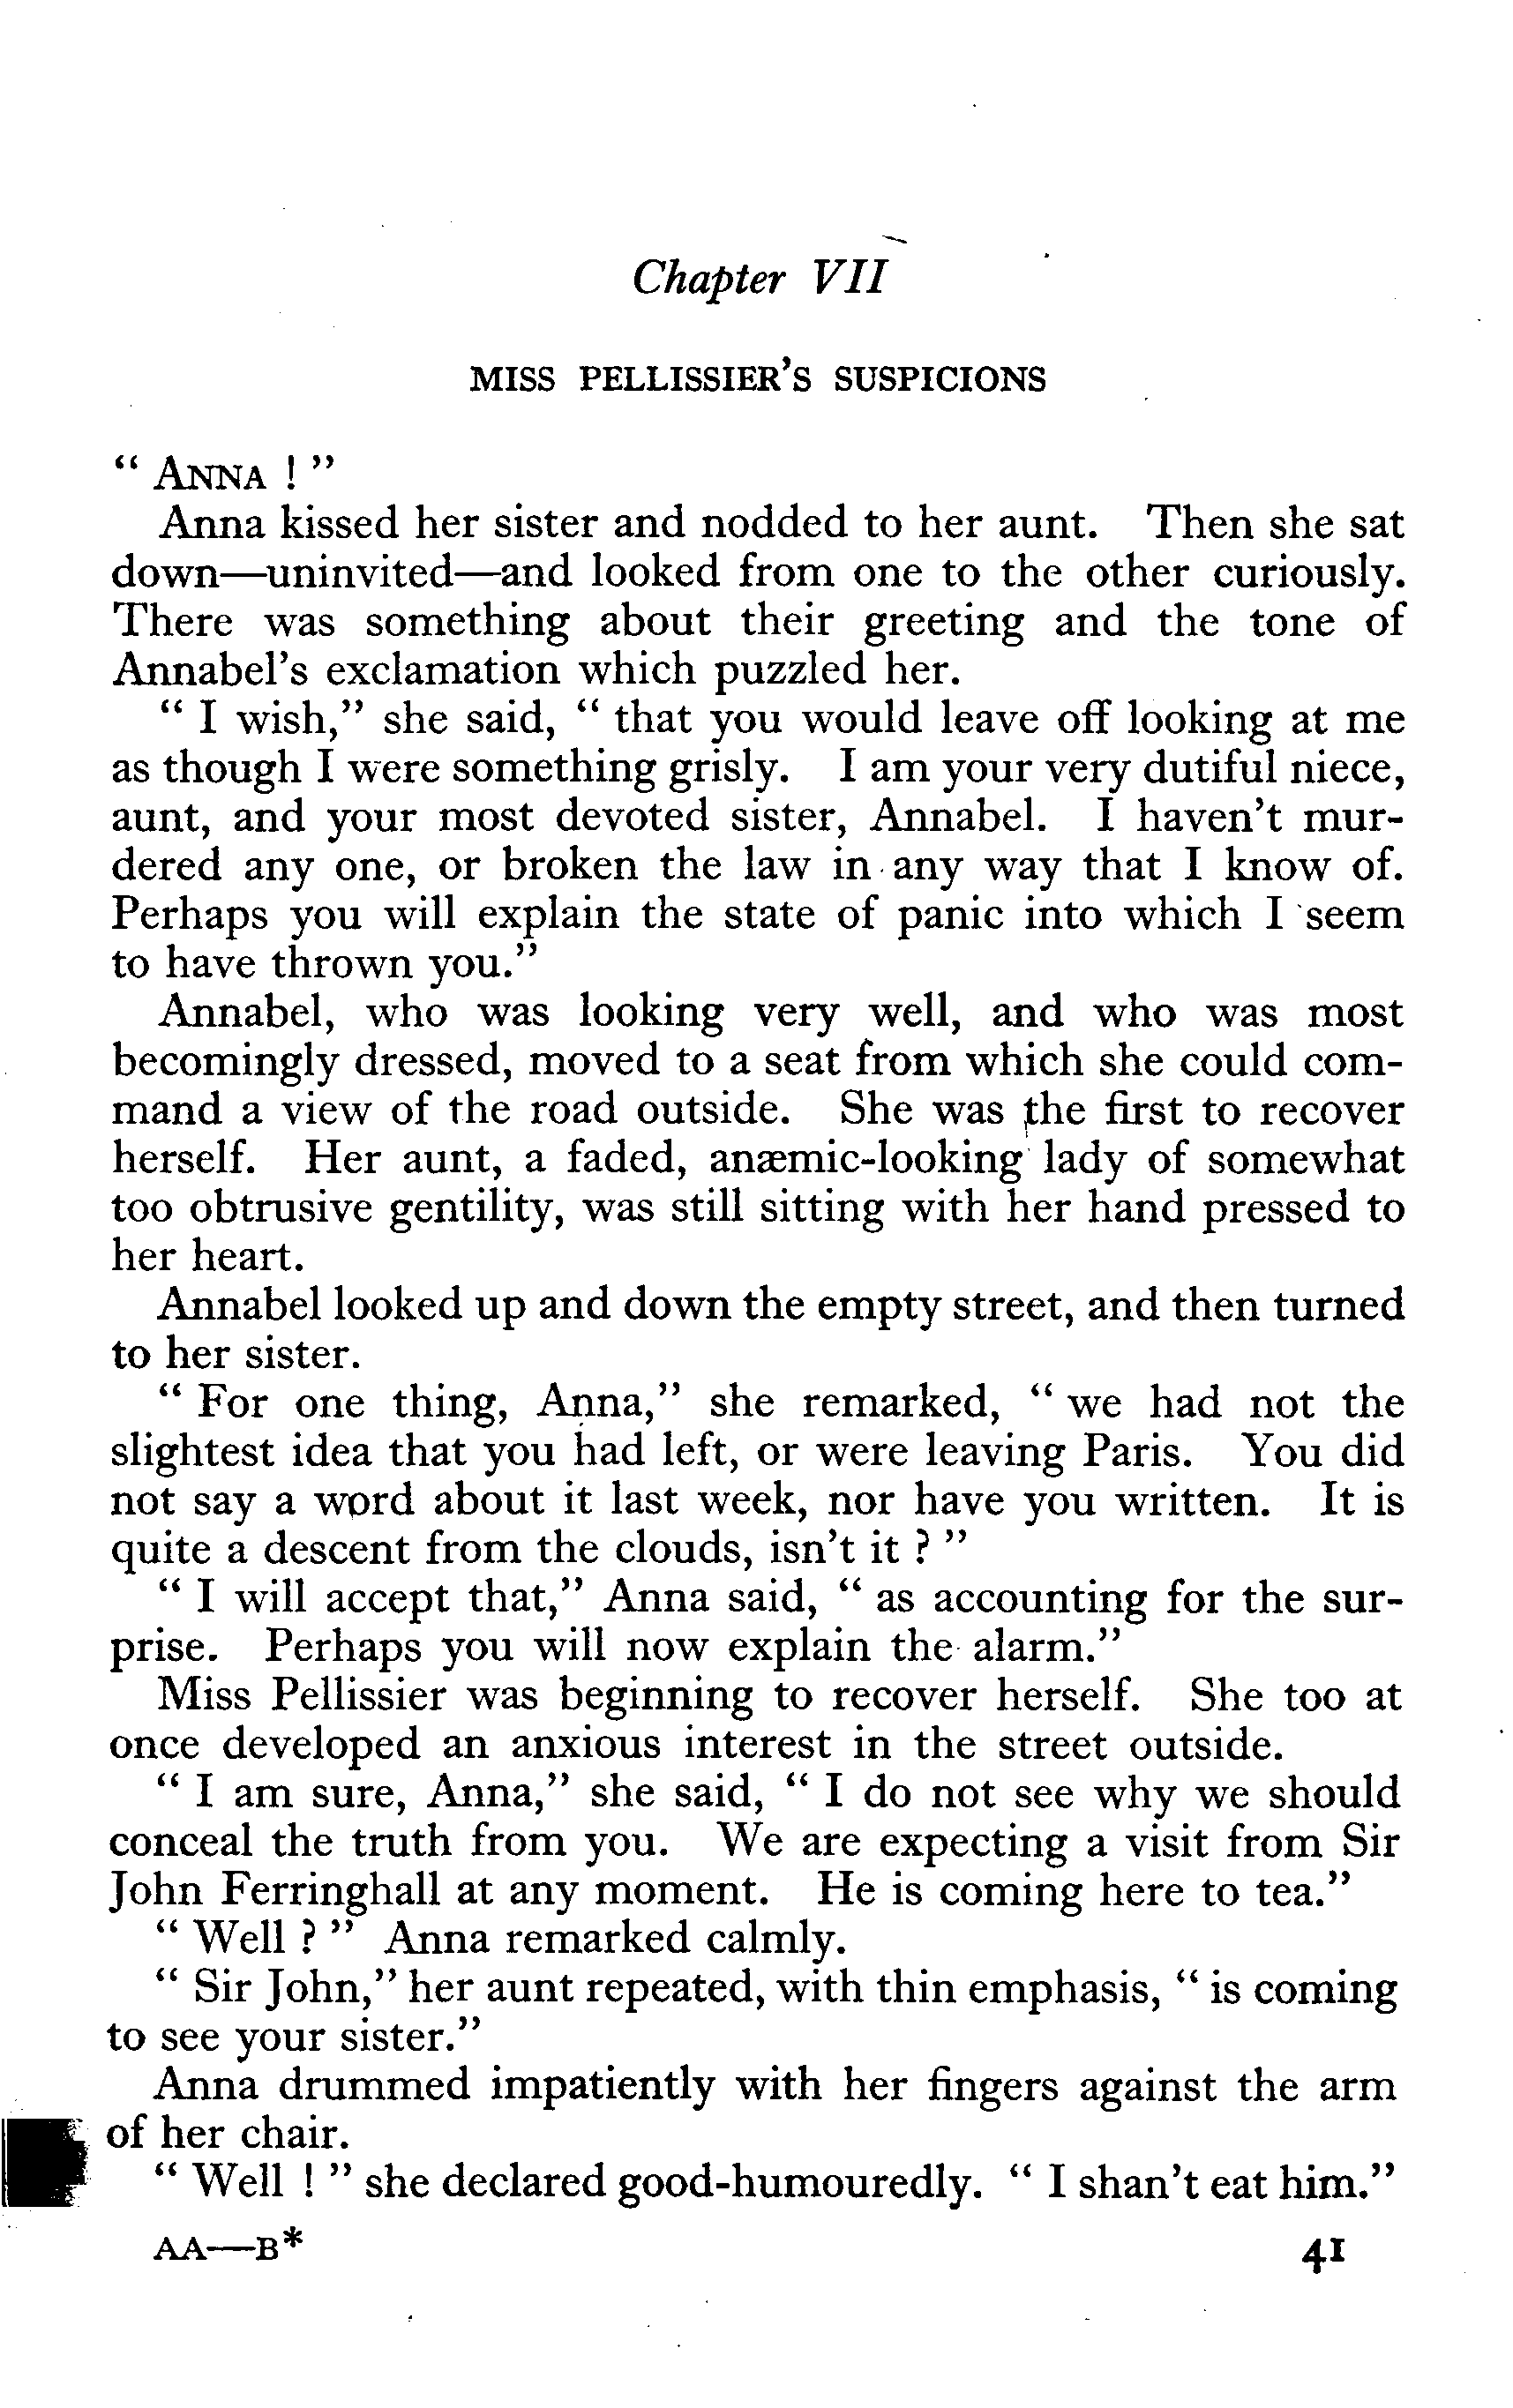 Chapter VII
MISS PELLISSIER'S SUSPICIONS
“ ANNA ! ”
Anna kissed her sister and nodded to her aunt. Then she sat
down—uninvited—and looked from one to the other curiously.
There was something about their greeting and the tone of
Annabel's exclamation which puzzled her.
“ I wish,” she said, “ that you would leave off looking at me
as though I were something grisly. I am your very dutiful niece,
aunt, and your most devoted sister, Annabel. I haven't mur-
dered any one, or broken the law in any way that I know of.
Perhaps you will explain the state of panic into which I seem
to have thrown you.”
Annabel, who was looking very well, and who was most
becomingly dressed, moved to a seat from which she could com-
mand a view of the road outside. She was the first to recover
herself. Her aunt, a faded, anæmic-looking lady of somewhat
too obtrusive gentility, was still sitting with her hand pressed to
her heart.
Annabel looked up and down the empty street, and then turned
to her sister.
“ For one thing, Anna,” she remarked, “ we had not the
slightest idea that you had left, or were leaving Paris. You did
not say a word about it last week, nor have you written. It is
quite a descent from the clouds, isn't it ? ”
“ I will accept that,” Anna said, “ as accounting for the sur-
prise. Perhaps you will now explain the alarm.”
Miss Pellissier was beginning to recover herself. She too at
once developed an anxious interest in the street outside.
“ I am sure, Anna,” she said, “ I do not see why we should
conceal the truth from you. We are expecting a visit from Sir
John Ferringhall at any moment. He is coming here to tea.”
“ Well ? ” Anna remarked calmly.
“ Sir John,” her aunt repeated, with thin emphasis, “ is coming
to see your sister.”
Anna drummed impatiently with her fingers against the arm
of her chair.
“ Well ! ” she declared good-humouredly. “ I shan't eat him.”
AA—B* 41